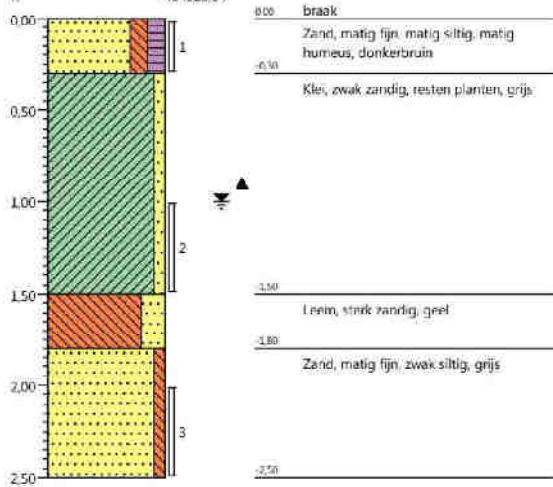 0,00
braak
Zand, matig fijn, matig siltig, matig
humeus, donkerbruin
-0,30
Klei, zwak zandig, resten planten, grijs
-1,50
Leem, sterk zandig, geel
-1,80
Zand, matig fijn, zwak siltig, grijs
-2,50
0,00
0,50
1,00
1,50
2,00
2,50
1
2
3